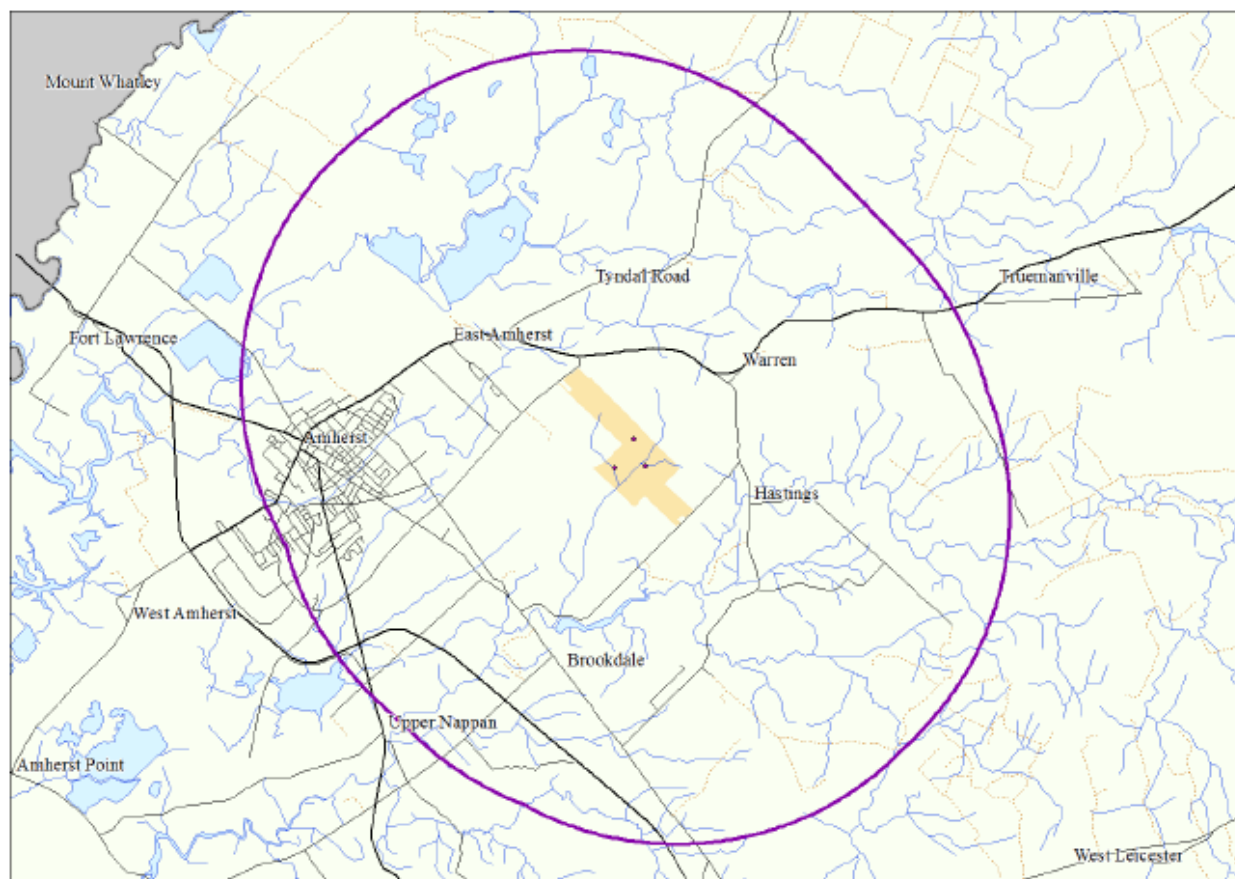 Mount Whatley
Tyndal Road
Truemanville
Fort Lawrence
East Amherst
Warren
Amherst
Hastings
West Amherst
Brookdale
Upper Nappan
Amherst Point
West Leicester